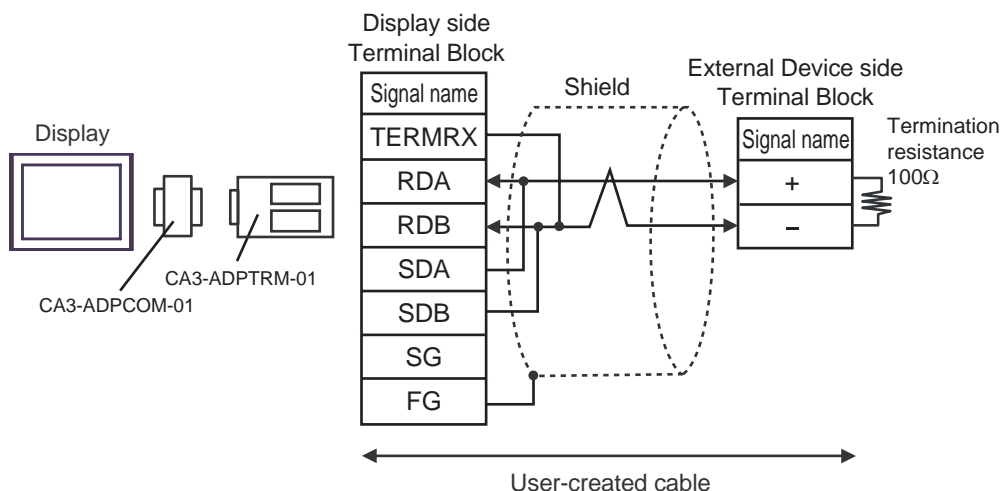 Display side
Terminal Block
Signal name
TERMRX
RDA
RDB
SDA
SDB
SG
FG
Shield
External Device side
Terminal Block
Signal name
+
−
Termination
resistance
100Ω
Display
CA3-ADPTRM-01
CA3-ADPCOM-01
User-created cable